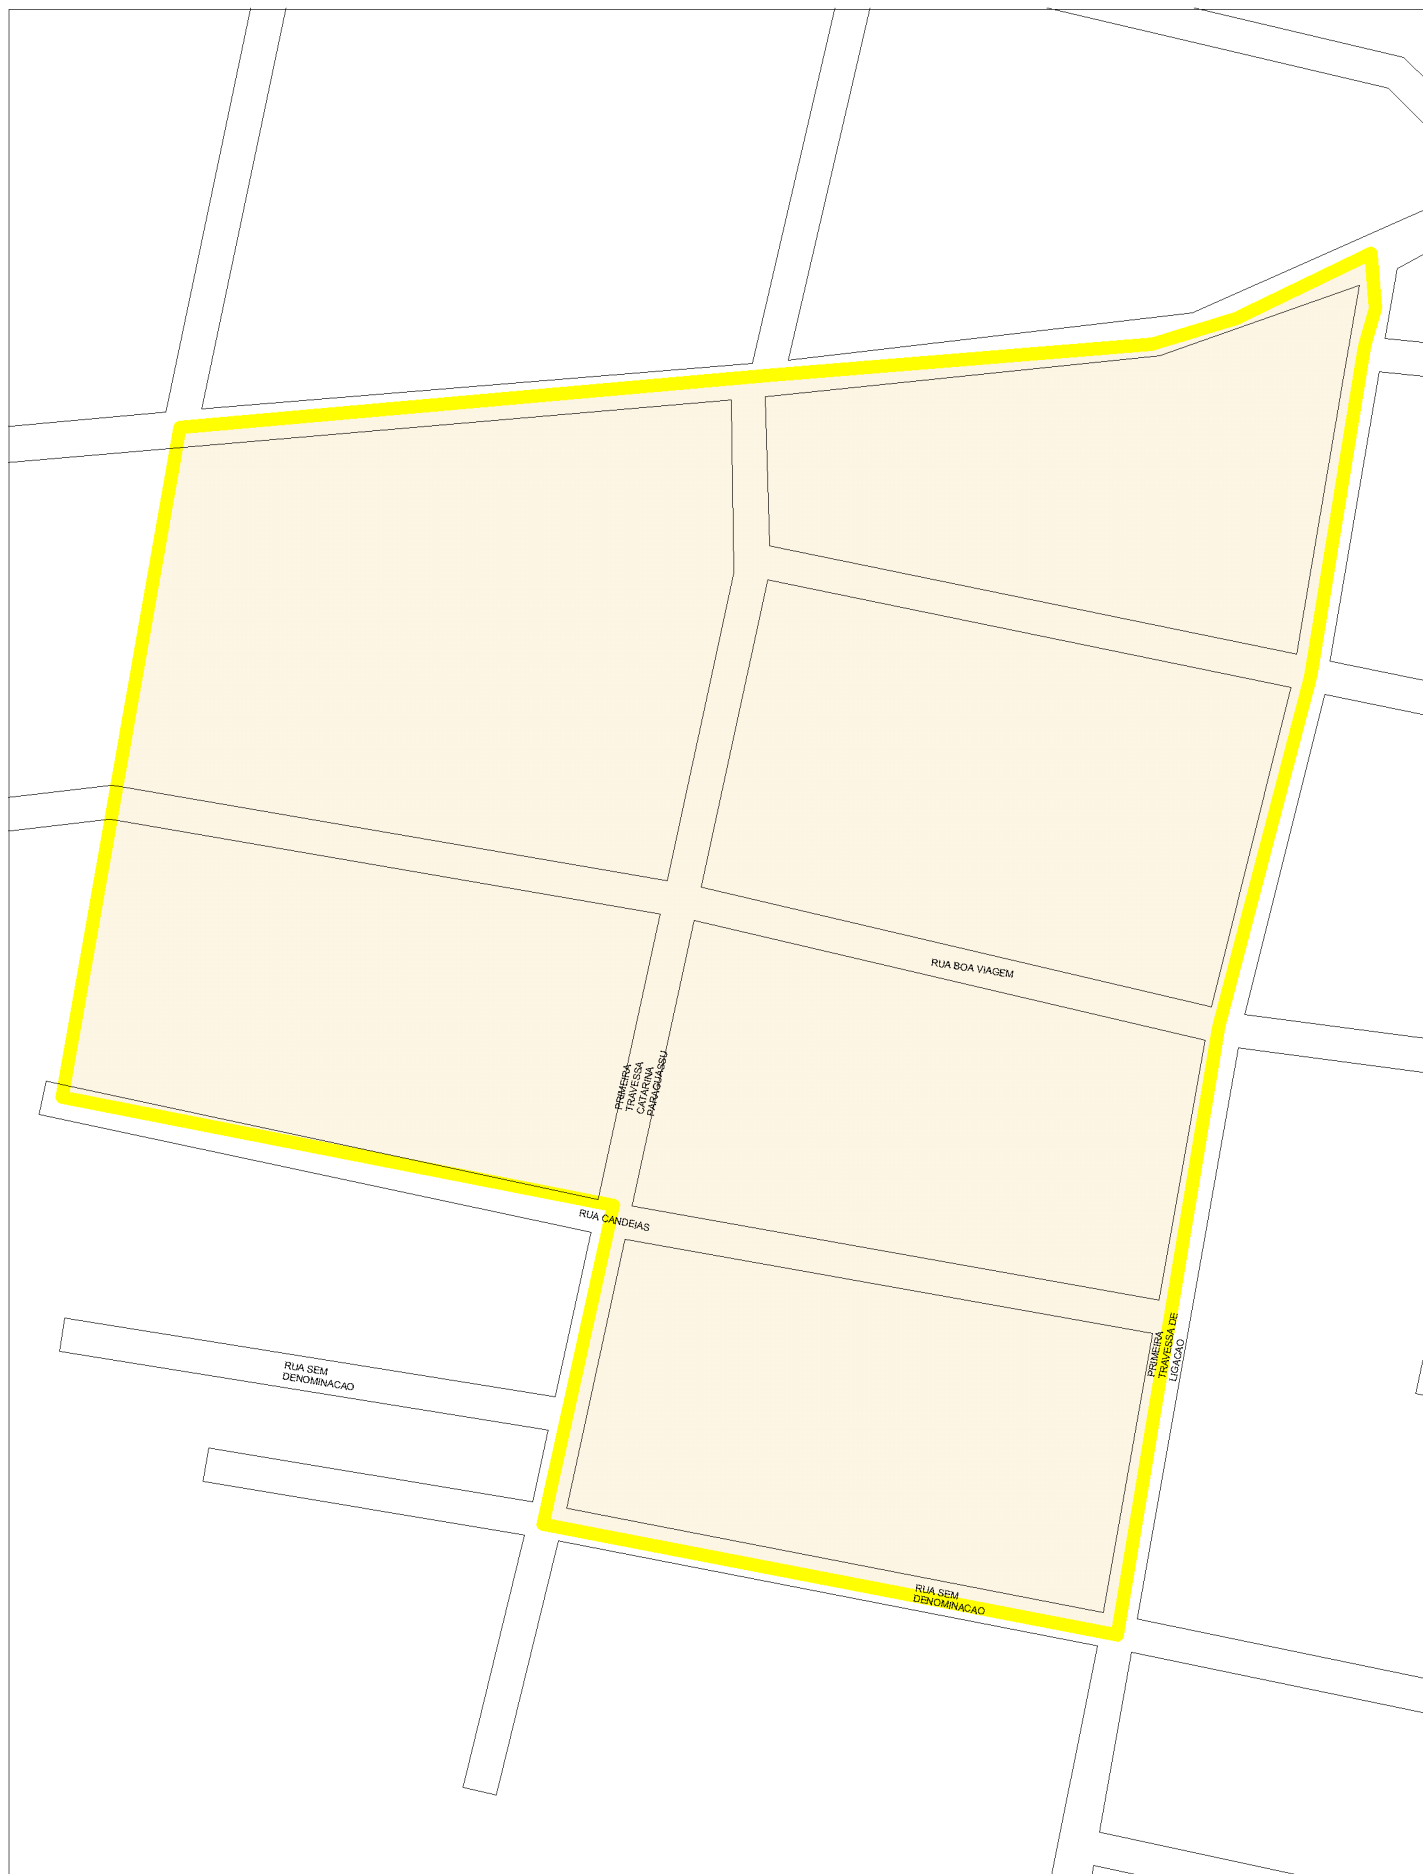 RUA BOA VIAGEM
PRIMEIRA
TRAVESSA
CATARINA
PARAGUASSU
RUA CANDEIAS
PRIMEIRA
TRAVESSA DE
LIGACAO
RUA SEM
DENOMINACAO
RUA SEM
DENOMINACAO